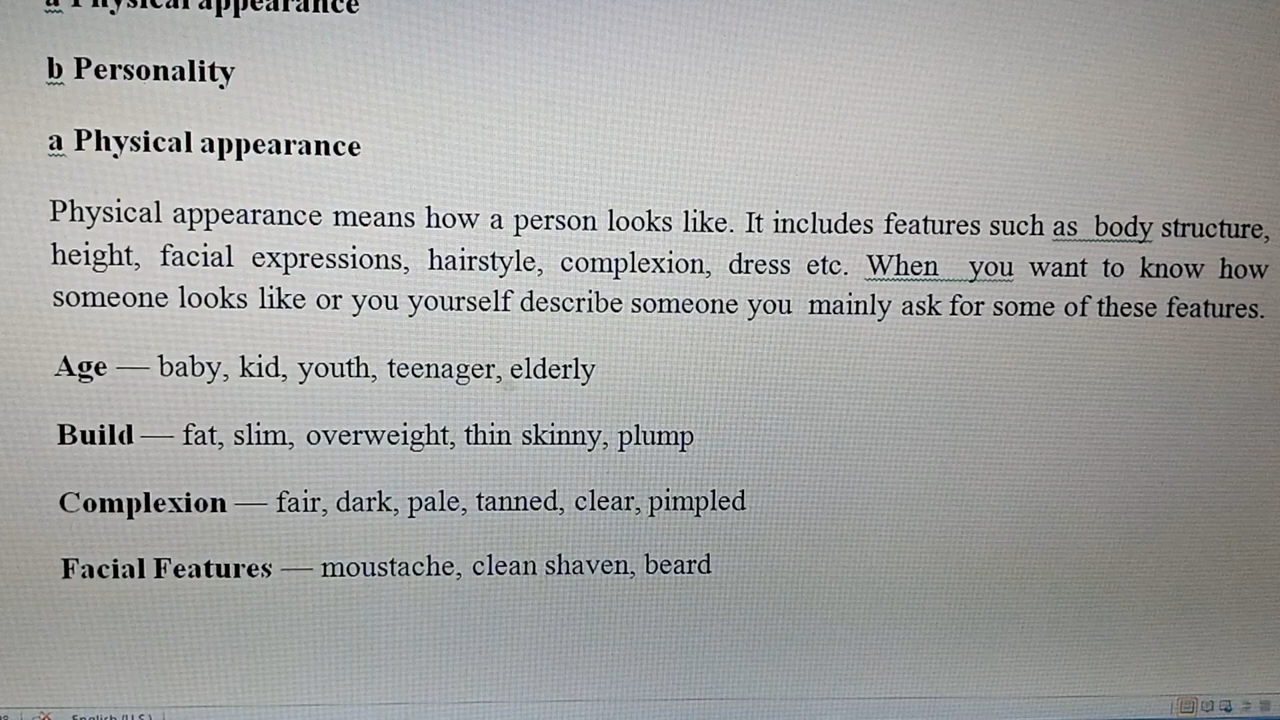 a Physical appearance
b Personality
a Physical appearance
Physical appearance means how a person looks like. It includes features such as body structure,
height, facial expressions, hairstyle, complexion, dress etc. When you want to know how
someone looks like or you yourself describe someone you mainly ask for some of these features.
Age — baby, kid, youth, teenager, elderly
Build — fat, slim, overweight, thin skinny, plump
Complexion — fair, dark, pale, tanned, clear, pimpled
Facial Features — moustache, clean shaven, beard
English (U.S.)